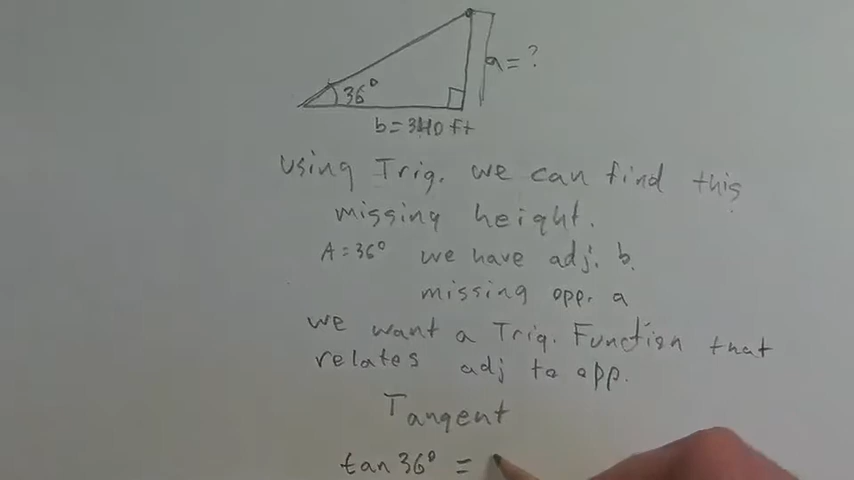 a = ?
36°
b = 340 ft
using Trig. we can find this
missing height.
A = 36° we have adj. b.
missing opp. a
we want a Trig. Function that
relates adj to opp.
Tangent
tan 36° =